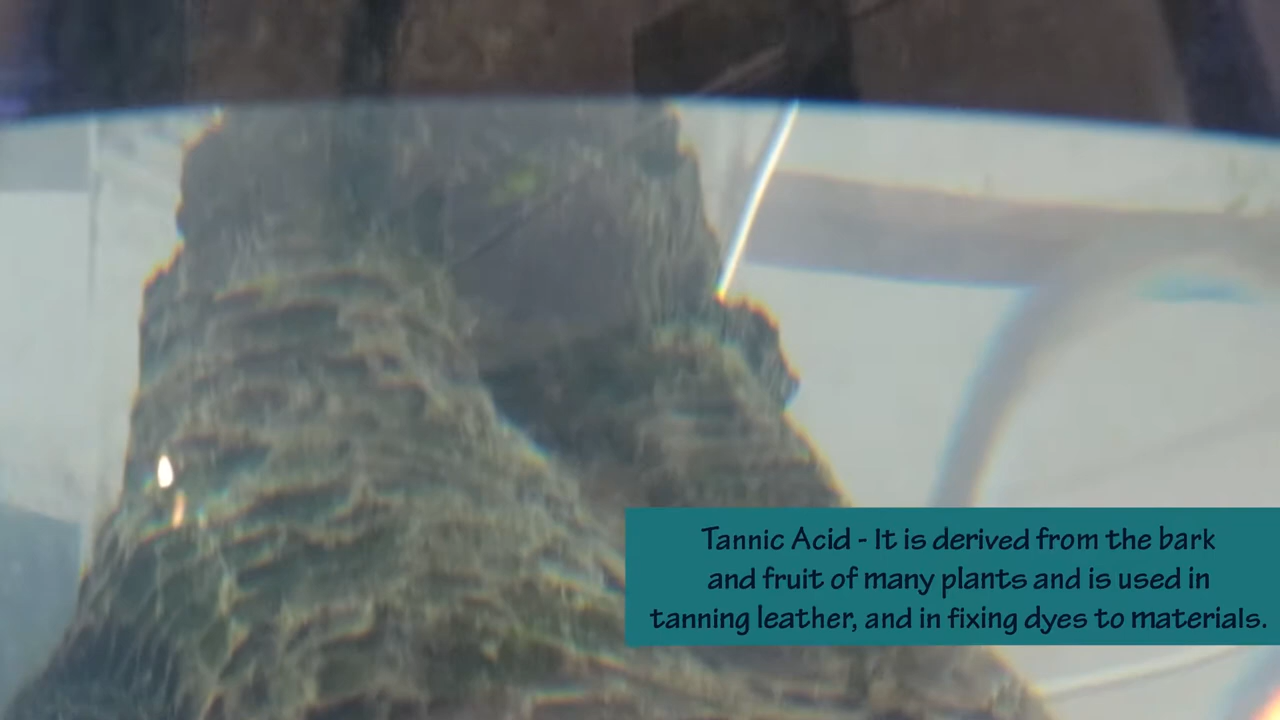 Tannic Acid - It is derived from the bark
and fruit of many plants and is used in
tanning leather, and in fixing dyes to materials.